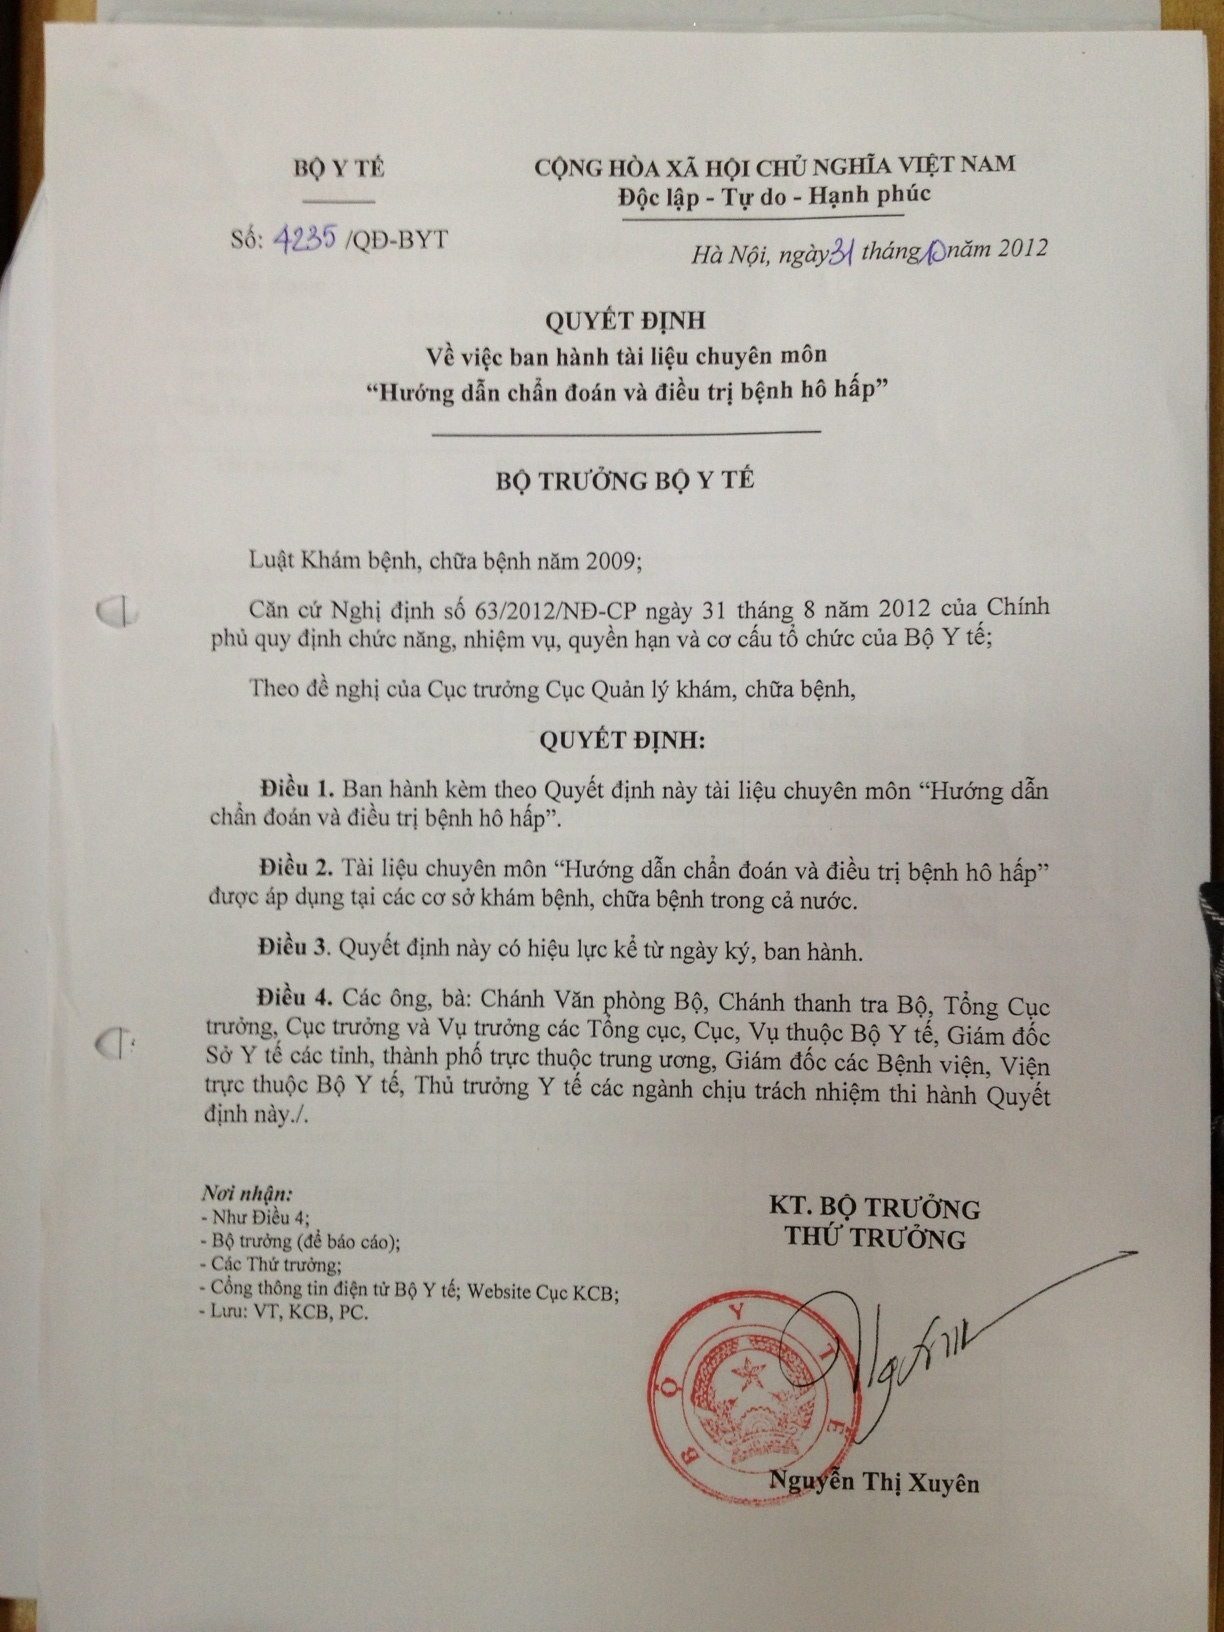 BỘ Y TẾ
CỘNG HÒA XÃ HỘI CHỦ NGHĨA VIỆT NAM
Độc lập - Tự do - Hạnh phúc
Số: 4235 /QĐ-BYT
Hà Nội, ngày 31 tháng 10 năm 2012
QUYẾT ĐỊNH
Về việc ban hành tài liệu chuyên môn
“Hướng dẫn chẩn đoán và điều trị bệnh hô hấp”
BỘ TRƯỞNG BỘ Y TẾ
Luật Khám bệnh, chữa bệnh năm 2009;
Căn cứ Nghị định số 63/2012/NĐ-CP ngày 31 tháng 8 năm 2012 của Chính
phủ quy định chức năng, nhiệm vụ, quyền hạn và cơ cấu tổ chức của Bộ Y tế;
Theo đề nghị của Cục trưởng Cục Quản lý khám, chữa bệnh,
QUYẾT ĐỊNH:
Điều 1. Ban hành kèm theo Quyết định này tài liệu chuyên môn “Hướng dẫn
chẩn đoán và điều trị bệnh hô hấp”.
Điều 2. Tài liệu chuyên môn “Hướng dẫn chẩn đoán và điều trị bệnh hô hấp”
được áp dụng tại các cơ sở khám bệnh, chữa bệnh trong cả nước.
Điều 3. Quyết định này có hiệu lực kể từ ngày ký, ban hành.
Điều 4. Các ông, bà: Chánh Văn phòng Bộ, Chánh thanh tra Bộ, Tổng Cục
trưởng, Cục trưởng và Vụ trưởng các Tổng cục, Cục, Vụ thuộc Bộ Y tế, Giám đốc
Sở Y tế các tỉnh, thành phố trực thuộc trung ương, Giám đốc các Bệnh viện, Viện
trực thuộc Bộ Y tế, Thủ trưởng Y tế các ngành chịu trách nhiệm thi hành Quyết
định này./.
Nơi nhận:
- Như Điều 4;
- Bộ trưởng (để báo cáo);
- Các Thứ trưởng;
- Cổng thông tin điện tử Bộ Y tế; Website Cục KCB;
- Lưu: VT, KCB, PC.
KT. BỘ TRƯỞNG
THỨ TRƯỞNG
BỘ Y TẾ
Nguyễn Thị Xuyên